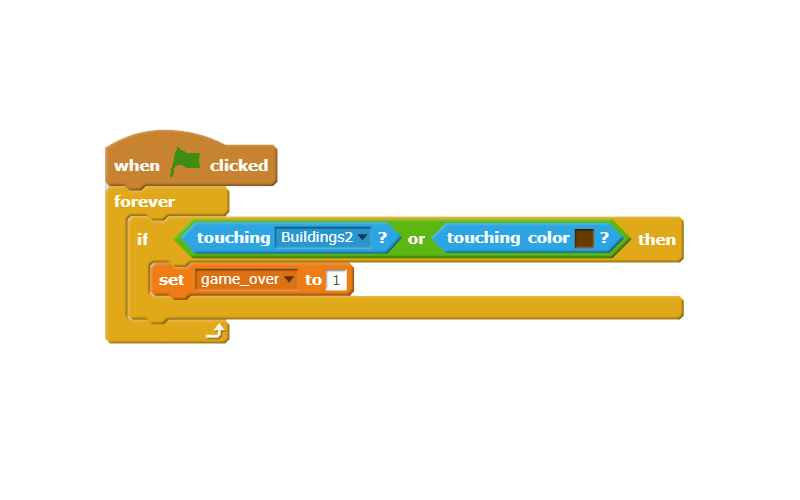 when clicked
forever
if touching Buildings2 ? or touching color ? then
set game_over to 1